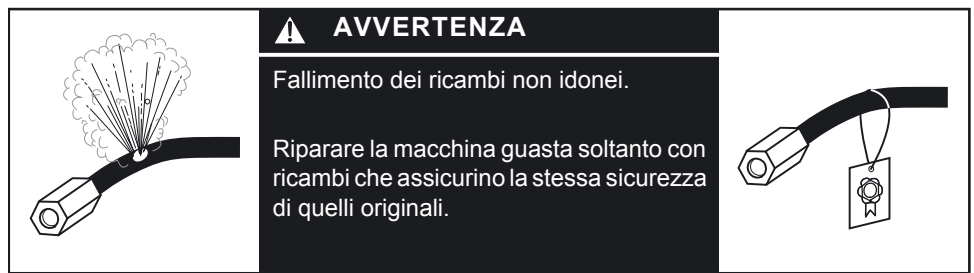 AVVERTENZA
Fallimento dei ricambi non idonei.
Riparare la macchina guasta soltanto con
ricambi che assicurino la stessa sicurezza
di quelli originali.